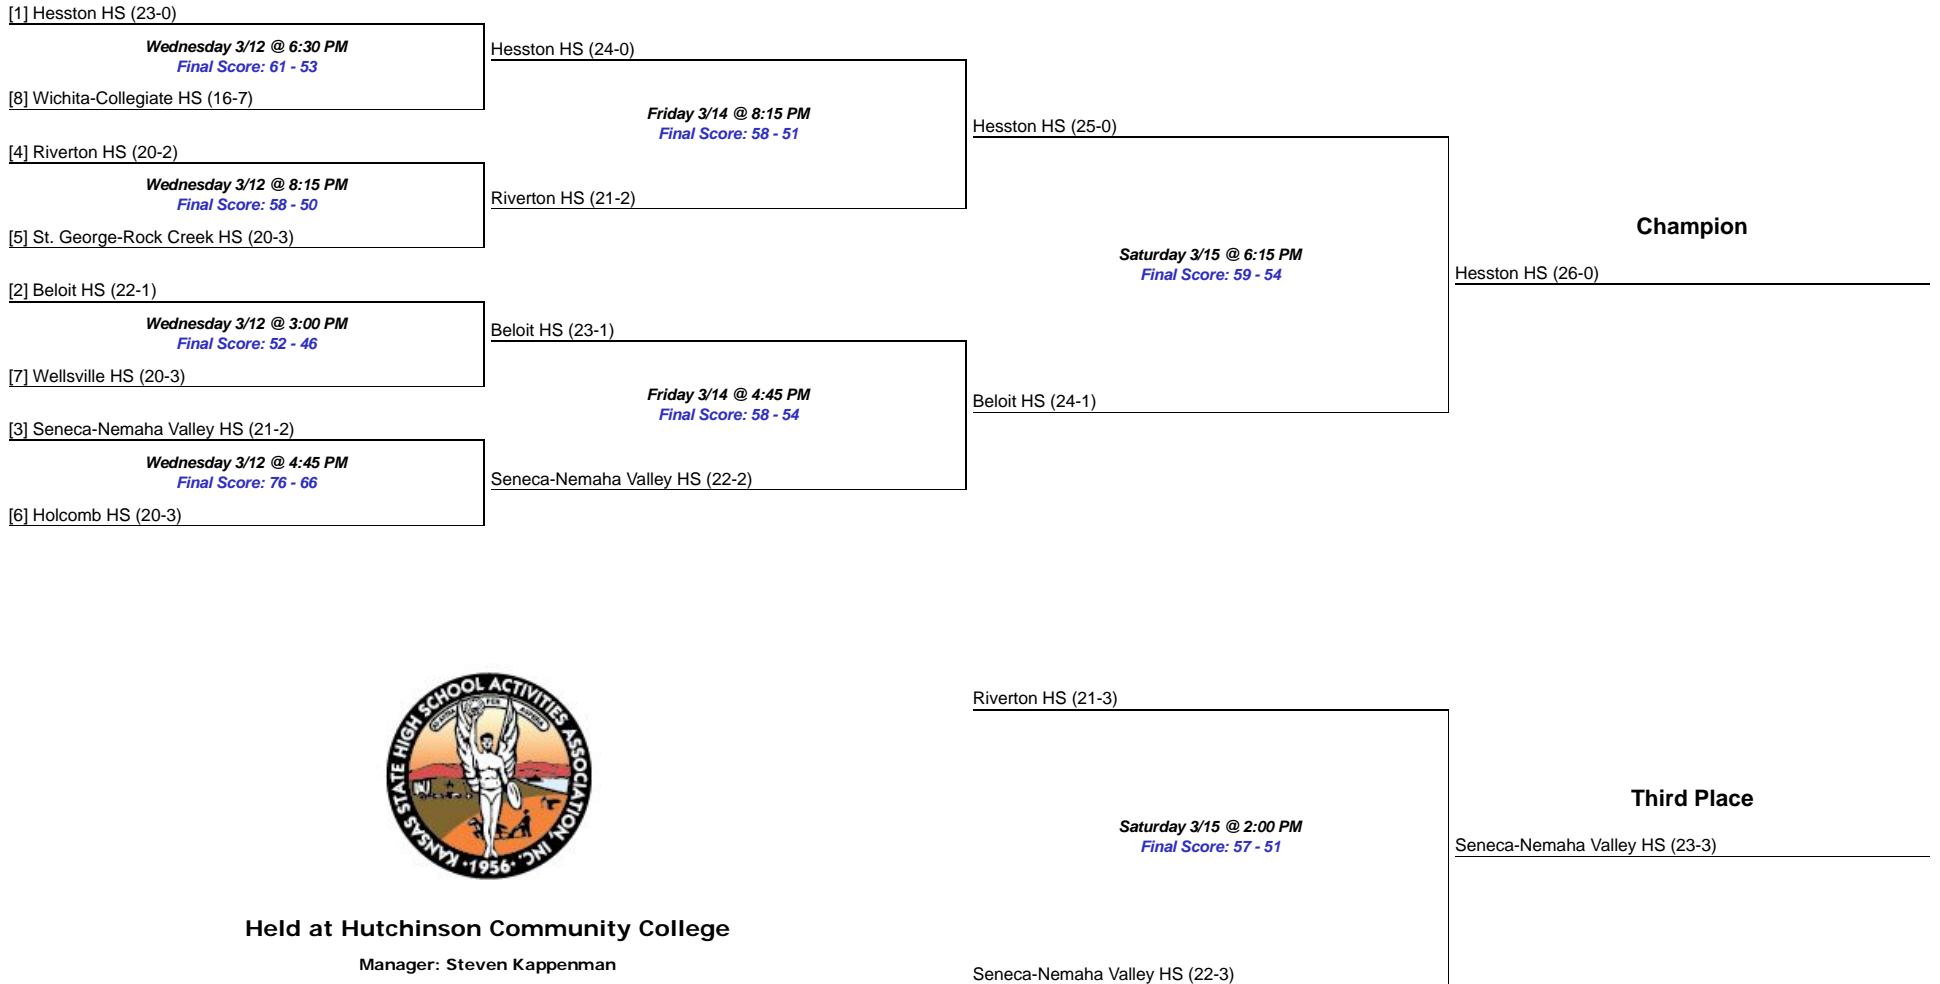 [1] Hesston HS (23-0)
Wednesday 3/12 @ 6:30 PM
Final Score: 61 - 53
[8] Wichita-Collegiate HS (16-7)
[4] Riverton HS (20-2)
Wednesday 3/12 @ 8:15 PM
Final Score: 58 - 50
[5] St. George-Rock Creek HS (20-3)
[2] Beloit HS (22-1)
Wednesday 3/12 @ 3:00 PM
Final Score: 52 - 46
[7] Wellsville HS (20-3)
[3] Seneca-Nemaha Valley HS (21-2)
Wednesday 3/12 @ 4:45 PM
Final Score: 76 - 66
[6] Holcomb HS (20-3)
Hesston HS (24-0)
Friday 3/14 @ 8:15 PM
Final Score: 58 - 51
Riverton HS (21-2)
Beloit HS (23-1)
Friday 3/14 @ 4:45 PM
Final Score: 58 - 54
Seneca-Nemaha Valley HS (22-2)
Hesston HS (25-0)
Saturday 3/15 @ 6:15 PM
Final Score: 59 - 54
Beloit HS (24-1)
Champion
Hesston HS (26-0)
KANSAS STATE HIGH SCHOOL ACTIVITIES ASSOCIATION, INC.
·1956·
Held at Hutchinson Community College
Manager: Steven Kappenman
Riverton HS (21-3)
Saturday 3/15 @ 2:00 PM
Final Score: 57 - 51
Seneca-Nemaha Valley HS (22-3)
Third Place
Seneca-Nemaha Valley HS (23-3)